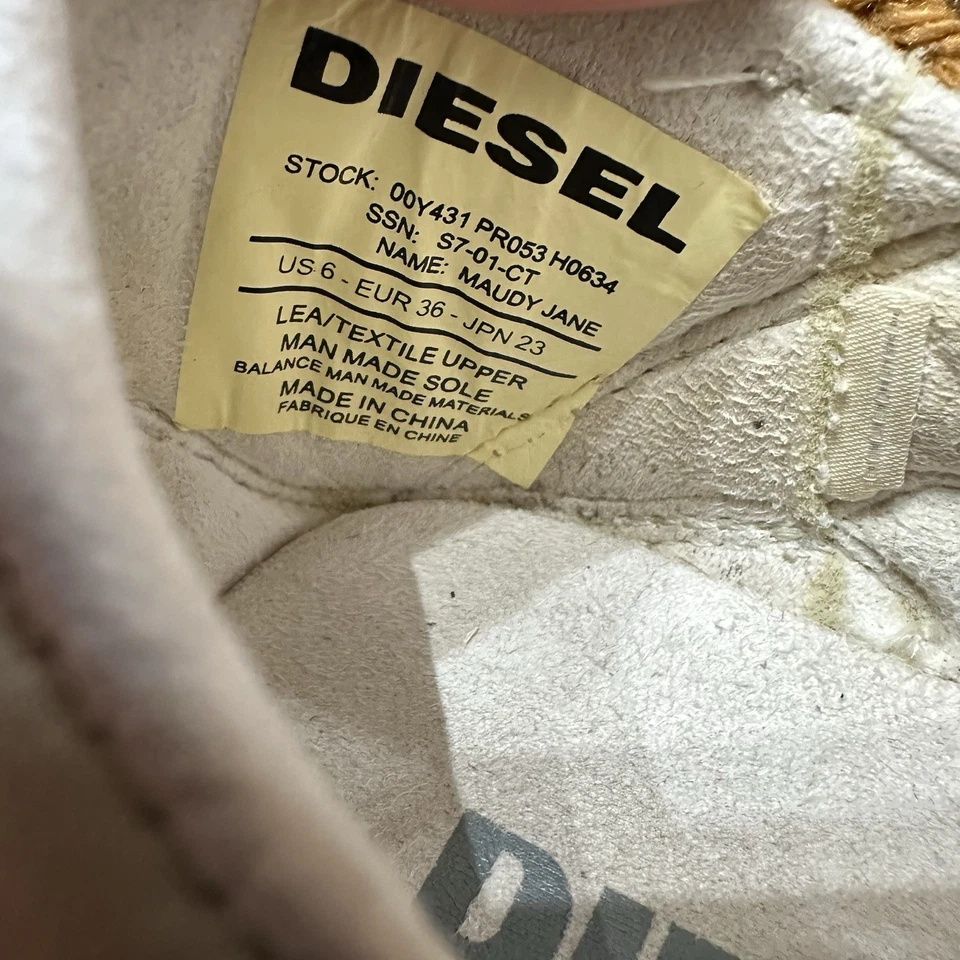 DIESEL
STOCK: 00Y431 PR053 H0634
SSN: S7-01-CT
NAME: MAUDY JANE
US 6 - EUR 36 - JPN 23
LEA/TEXTILE UPPER
MAN MADE SOLE
BALANCE MAN MADE MATERIALS
MADE IN CHINA
FABRIQUE EN CHINE
DI